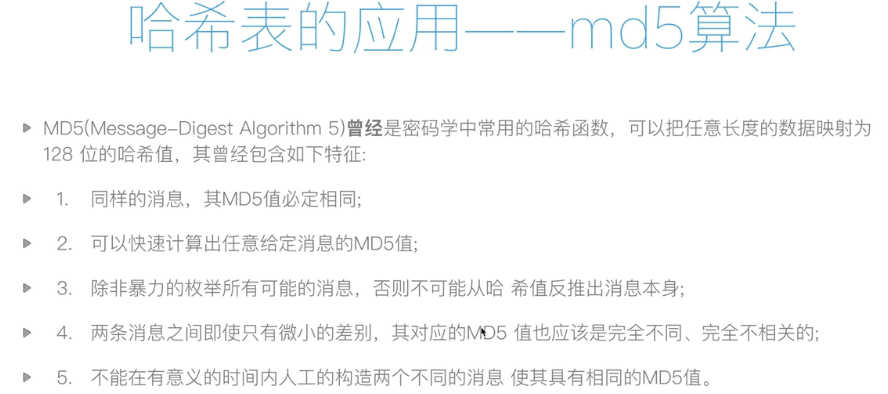 哈希表的应用——md5算法
MD5(Message-Digest Algorithm 5)曾经是密码学中常用的哈希函数，可以把任意长度的数据映射为
128 位的哈希值，其曾经包含如下特征:
1. 同样的消息，其MD5值必定相同;
2. 可以快速计算出任意给定消息的MD5值;
3. 除非暴力的枚举所有可能的消息，否则不可能从哈 希值反推出消息本身;
4. 两条消息之间即使只有微小的差别，其对应的MD5 值也应该是完全不同、完全不相关的;
5. 不能在有意义的时间内人工的构造两个不同的消息 使其具有相同的MD5值。